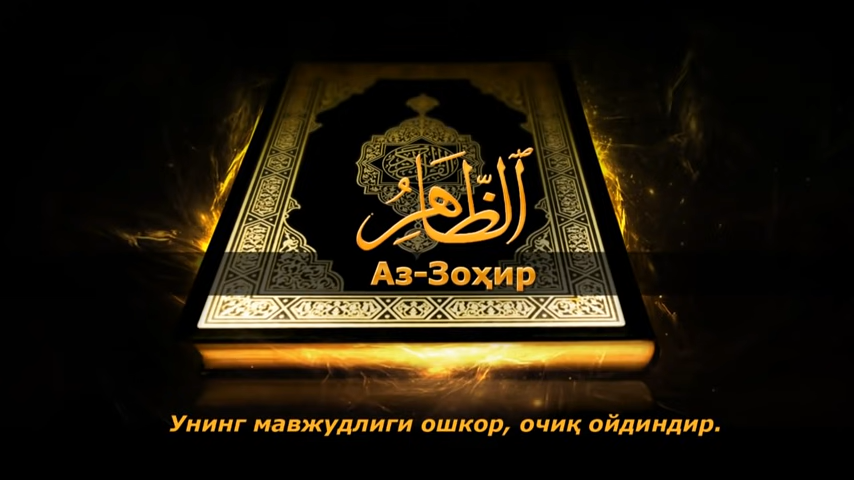 ٱلظَّاهِرُ
Аз-Зоҳир
Унинг мавжудлиги ошкор, очиқ ойдиндир.